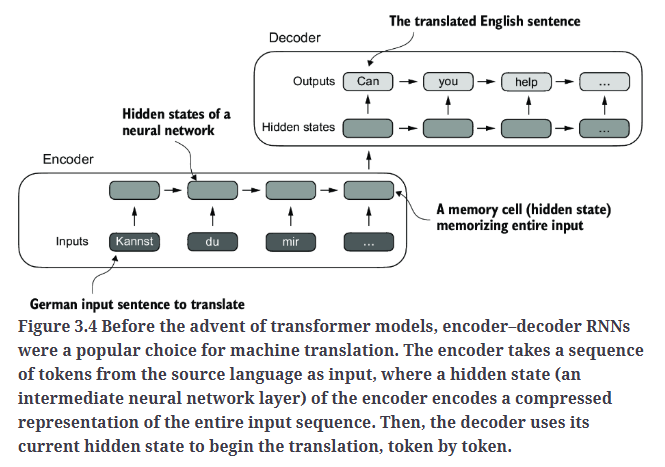 The translated English sentence
Decoder
Outputs Can you help ...
Hidden states of a
neural network
Hidden states ...
Encoder
A memory cell (hidden state)
memorizing entire input
Inputs Kannst du mir ...
German input sentence to translate
Figure 3.4 Before the advent of transformer models, encoder–decoder RNNs
were a popular choice for machine translation. The encoder takes a sequence
of tokens from the source language as input, where a hidden state (an
intermediate neural network layer) of the encoder encodes a compressed
representation of the entire input sequence. Then, the decoder uses its
current hidden state to begin the translation, token by token.